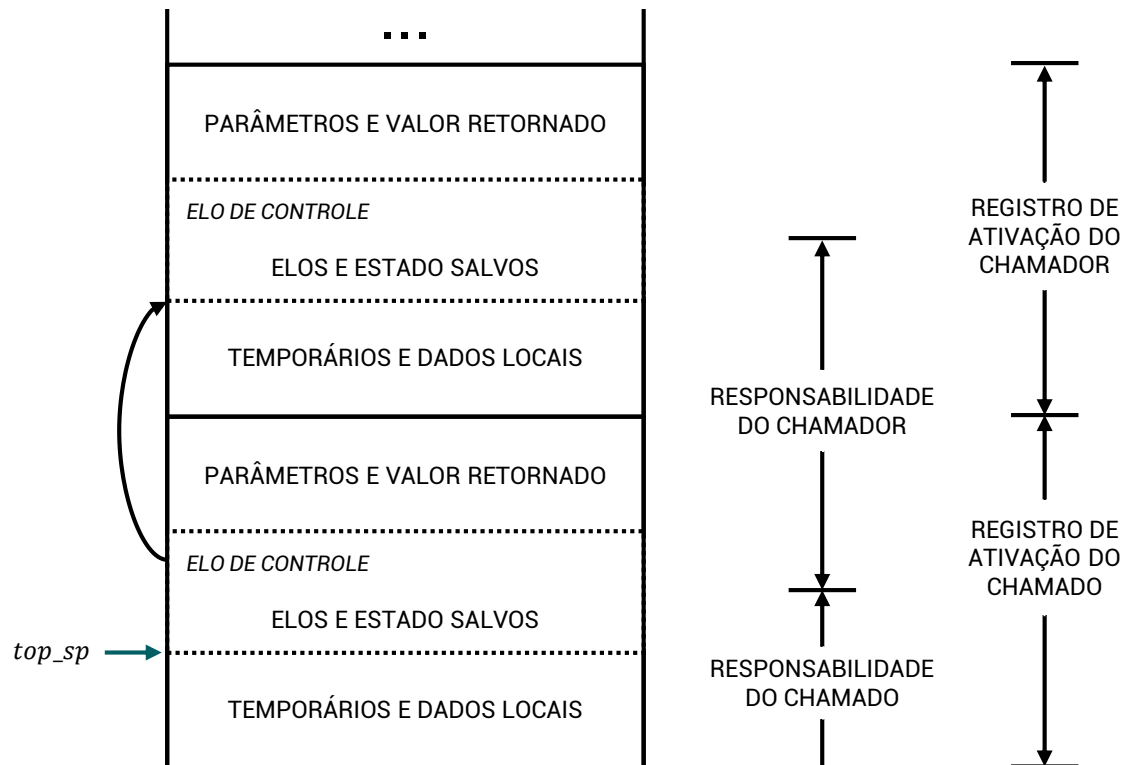 ...
PARÂMETROS E VALOR RETORNADO
ELO DE CONTROLE
ELOS E ESTADO SALVOS
TEMPORÁRIOS E DADOS LOCAIS
PARÂMETROS E VALOR RETORNADO
ELO DE CONTROLE
ELOS E ESTADO SALVOS
top_sp
TEMPORÁRIOS E DADOS LOCAIS
RESPONSABILIDADE
DO CHAMADOR
RESPONSABILIDADE
DO CHAMADO
REGISTRO DE
ATIVAÇÃO DO
CHAMADOR
REGISTRO DE
ATIVAÇÃO DO
CHAMADO